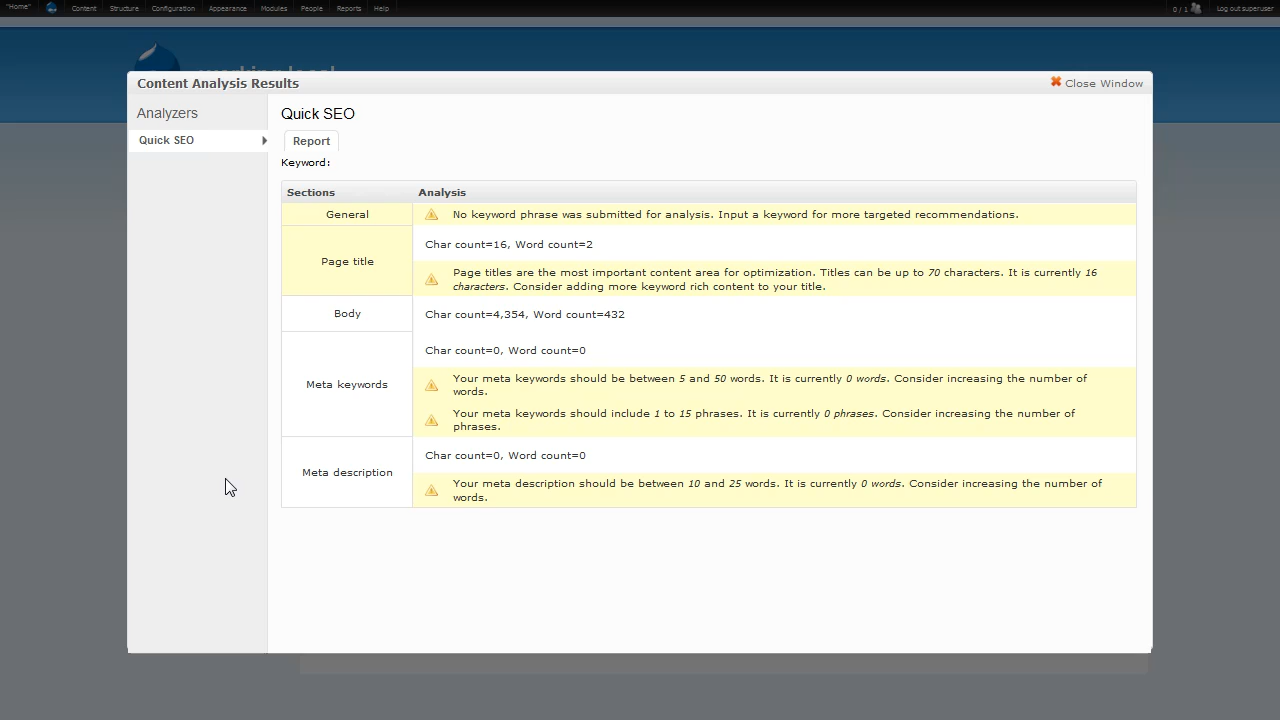 "Home"
Content
Structure
Configuration
Appearance
Modules
People
Reports
Help
0 / 1
Log out superuser
Content Analysis Results
Close Window
Analyzers
Quick SEO
Quick SEO
Report
Keyword:
Sections
Analysis
General
No keyword phrase was submitted for analysis. Input a keyword for more targeted recommendations.
Page title
Char count=16, Word count=2
Page titles are the most important content area for optimization. Titles can be up to 70 characters. It is currently 16
characters. Consider adding more keyword rich content to your title.
Body
Char count=4,354, Word count=432
Meta keywords
Char count=0, Word count=0
Your meta keywords should be between 5 and 50 words. It is currently 0 words. Consider increasing the number of
words.
Your meta keywords should include 1 to 15 phrases. It is currently 0 phrases. Consider increasing the number of
phrases.
Meta description
Char count=0, Word count=0
Your meta description should be between 10 and 25 words. It is currently 0 words. Consider increasing the number of
words.